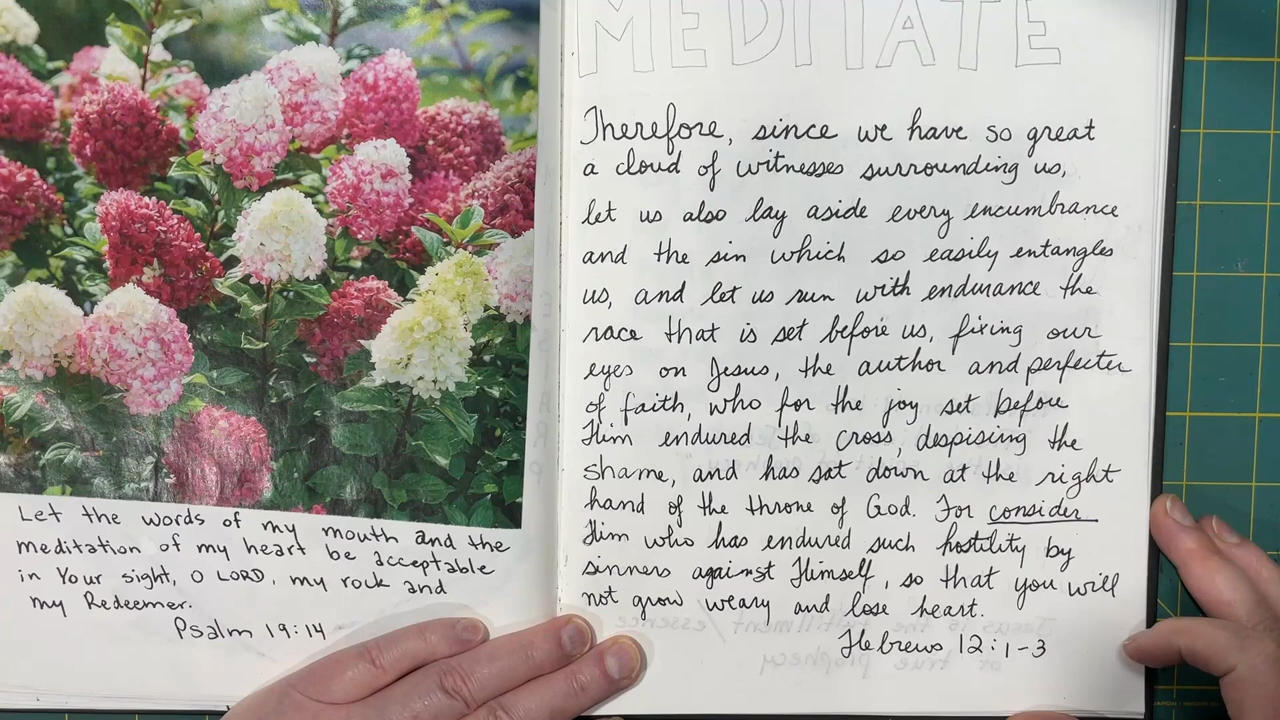 Let the words of my mouth and the
meditation of my heart be acceptable
in Your sight, O LORD, my rock and
my Redeemer.
Psalm 19:14
MEDITATE
Therefore, since we have so great
a cloud of witnesses surrounding us,
let us also lay aside every encumbrance
and the sin which so easily entangles
us, and let us run with endurance the
race that is set before us, fixing our
eyes on Jesus, the author and perfecter
of faith, who for the joy set before
Him endured the cross, despising the
shame, and has sat down at the right
hand of the throne of God. For consider
Him who has endured such hostility by
sinners against Himself, so that you will
not grow weary and lose heart.
Hebrews 12:1-3